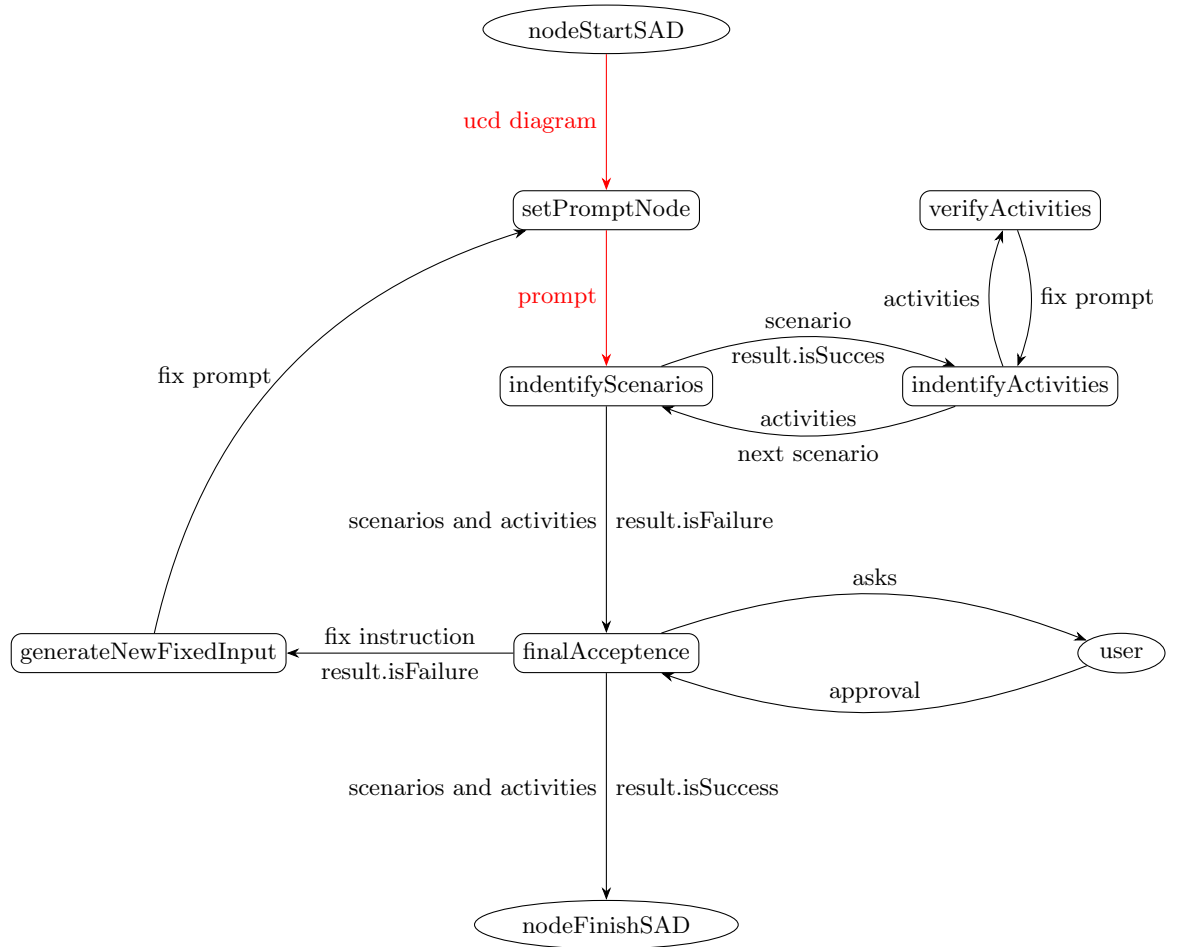 nodeStartSAD
ucd diagram
setPromptNode
verifyActivities
prompt
activities
fix prompt
scenario
result.isSucces
fix prompt
indentifyScenarios
indentifyActivities
activities
next scenario
scenarios and activities
result.isFailure
asks
generateNewFixedInput
fix instruction
result.isFailure
finalAcceptence
user
approval
scenarios and activities
result.isSuccess
nodeFinishSAD